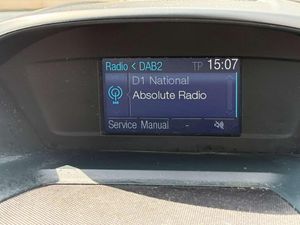 Radio < DAB2 TP 15:07
D1 National
Absolute Radio
Service Manual -